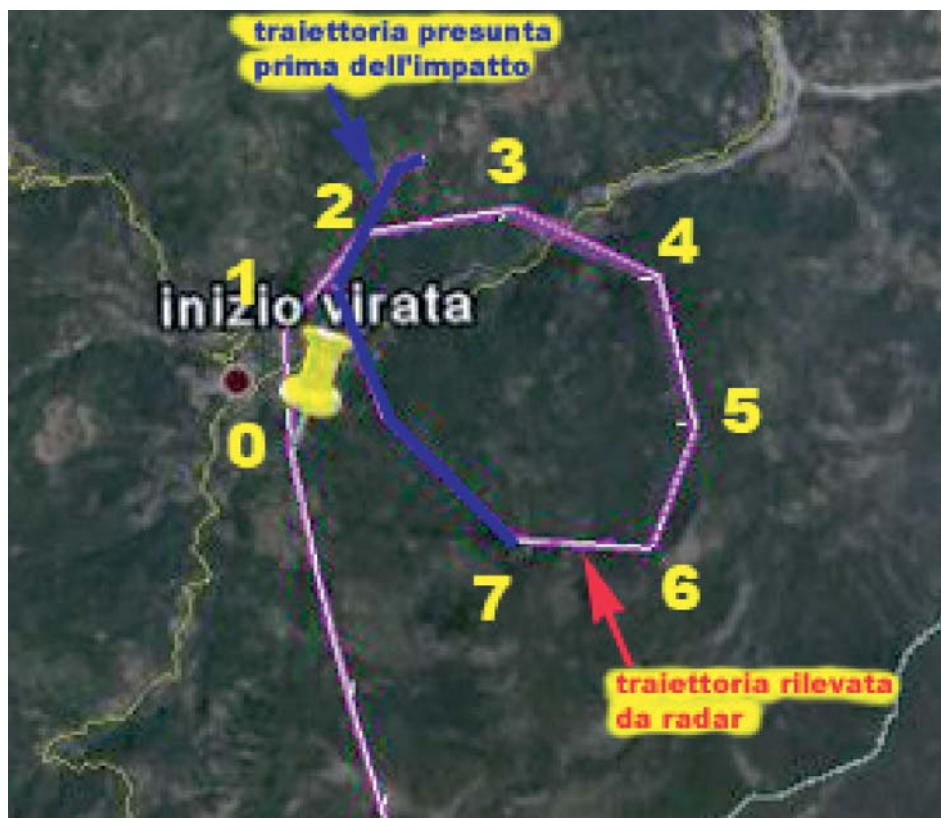 traiettoria presunta
prima dell'impatto
3
2
4
1
inizio virata
5
0
7
6
traiettoria rilevata
da radar